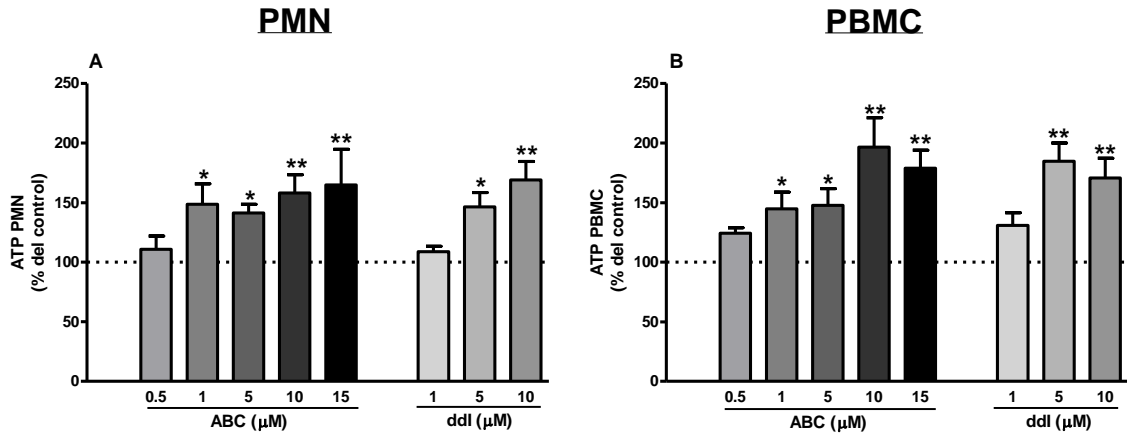 PMN
A
250
200
150
100
50
0
ATP PMN
(% del control)
* * ** ** * **
0.5 1 5 10 15 1 5 10
ABC (µM) ddI (µM)
PBMC
B
250
200
150
100
50
0
ATP PBMC
(% del control)
* * ** ** ** **
0.5 1 5 10 15 1 5 10
ABC (µM) ddI (µM)